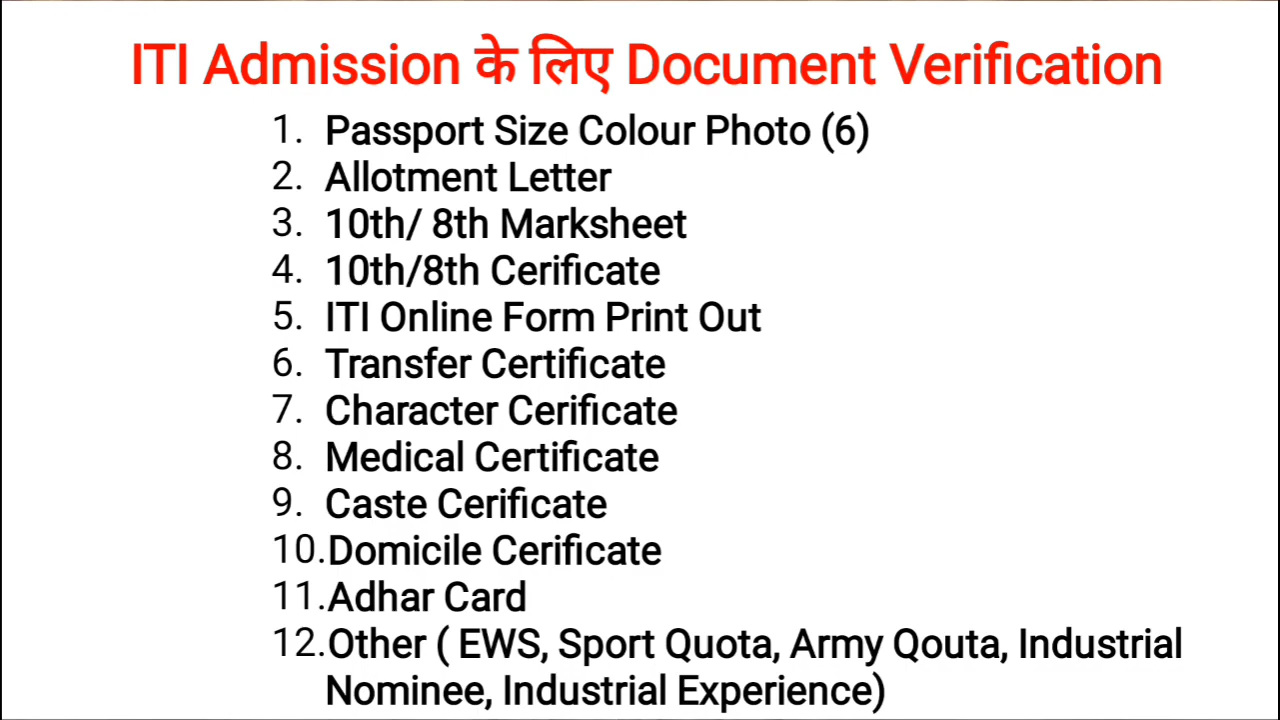 ITI Admission के लिए Document Verification
1. Passport Size Colour Photo (6)
2. Allotment Letter
3. 10th/ 8th Marksheet
4. 10th/8th Cerificate
5. ITI Online Form Print Out
6. Transfer Certificate
7. Character Cerificate
8. Medical Certificate
9. Caste Cerificate
10.Domicile Cerificate
11.Adhar Card
12.Other ( EWS, Sport Quota, Army Qouta, Industrial
Nominee, Industrial Experience)